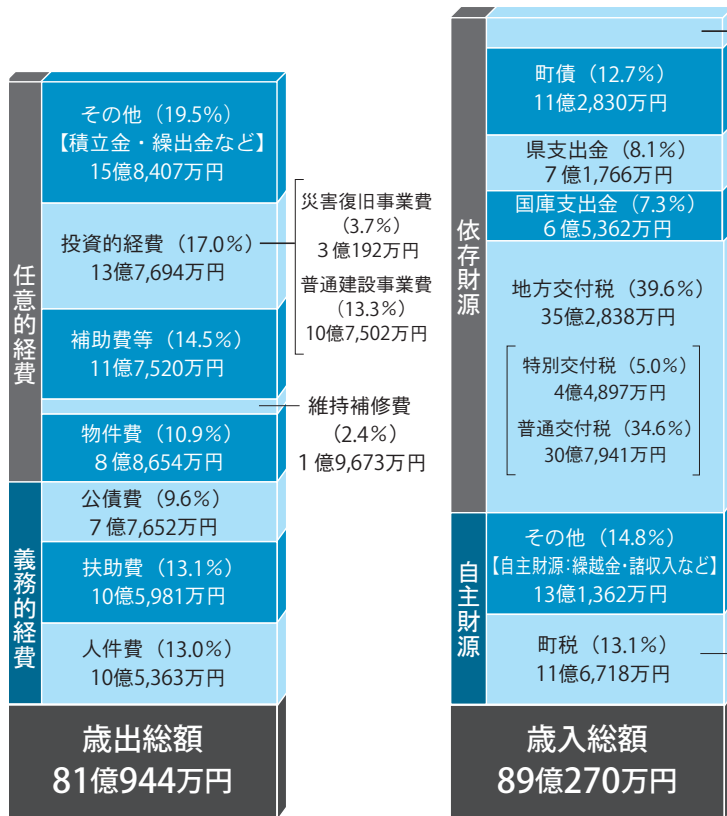 任意的経費
その他（19.5%）
【積立金・繰出金など】
15億8,407万円
投資的経費（17.0%）
13億7,694万円
災害復旧事業費
（3.7%）
3億192万円
普通建設事業費
（13.3%）
10億7,502万円
補助費等（14.5%）
11億7,520万円
維持補修費
（2.4%）
1億9,673万円
物件費（10.9%）
8億8,654万円
義務的経費
公債費（9.6%）
7億7,652万円
扶助費（13.1%）
10億5,981万円
人件費（13.0%）
10億5,363万円
歳出総額
81億944万円
依存財源
町債（12.7%）
11億2,830万円
県支出金（8.1%）
7億1,766万円
国庫支出金（7.3%）
6億5,362万円
地方交付税（39.6%）
35億2,838万円
特別交付税（5.0%）
4億4,897万円
普通交付税（34.6%）
30億7,941万円
自主財源
その他（14.8%）
【自主財源：繰越金・諸収入など】
13億1,362万円
町税（13.1%）
11億6,718万円
歳入総額
89億270万円